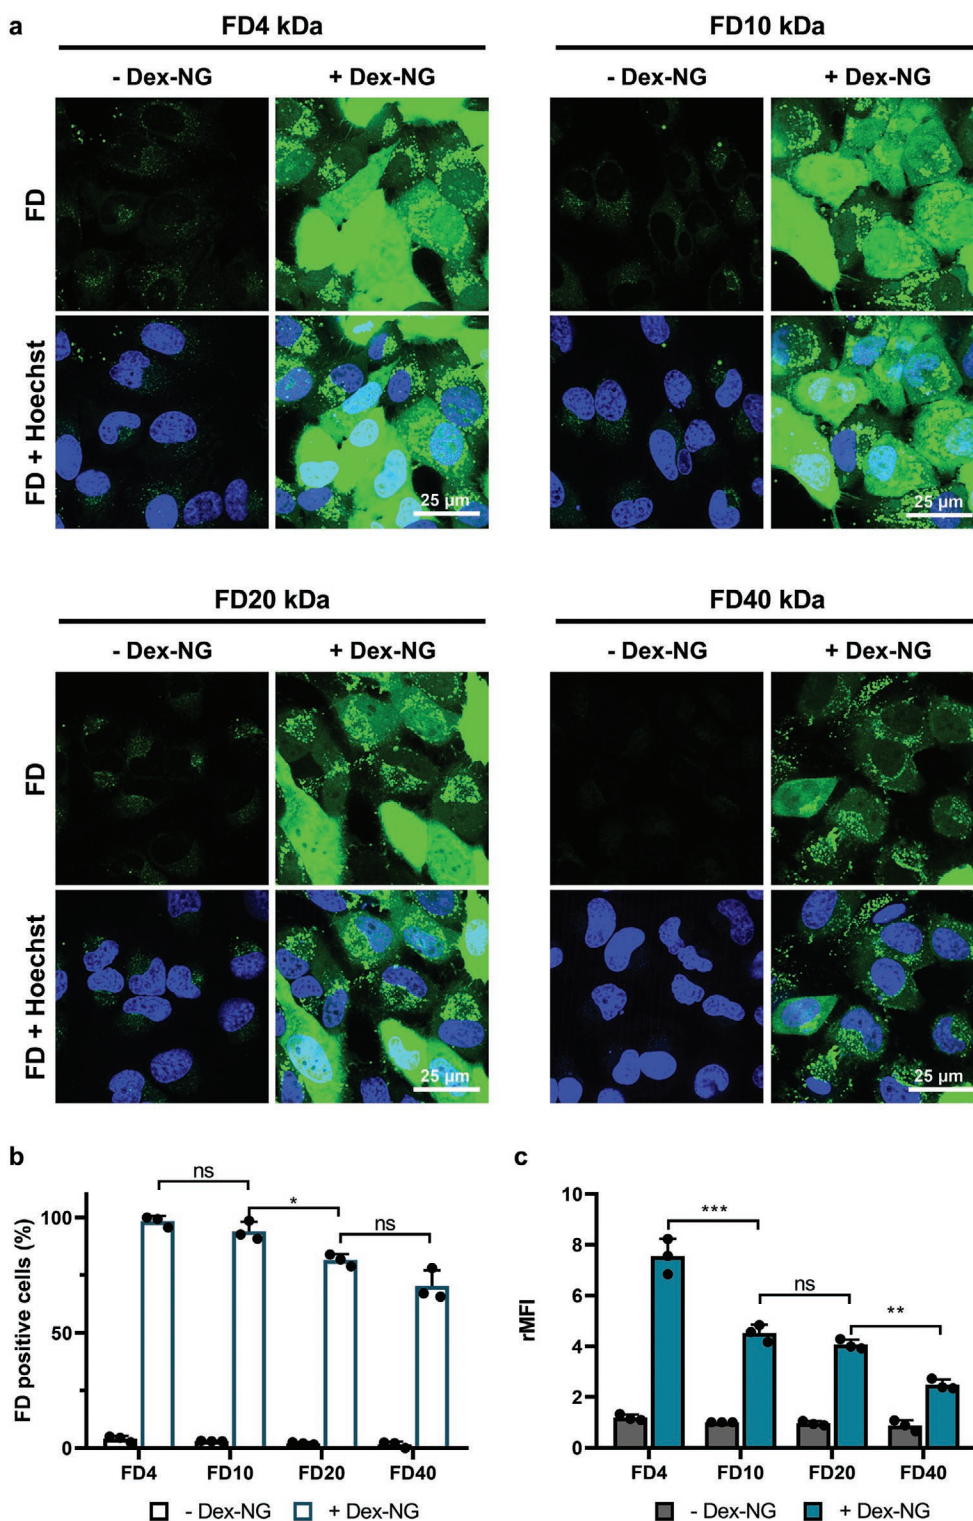 a
FD4 kDa
FD10 kDa
- Dex-NG + Dex-NG
- Dex-NG + Dex-NG
FD
FD + Hoechst
25 µm
25 µm
FD20 kDa
FD40 kDa
- Dex-NG + Dex-NG
- Dex-NG + Dex-NG
FD
FD + Hoechst
25 µm
25 µm
b
FD positive cells (%)
100
50
0
ns
*
ns
FD4 FD10 FD20 FD40
- Dex-NG + Dex-NG
c
rMFI
10
8
6
4
2
0
***
ns
**
FD4 FD10 FD20 FD40
- Dex-NG + Dex-NG